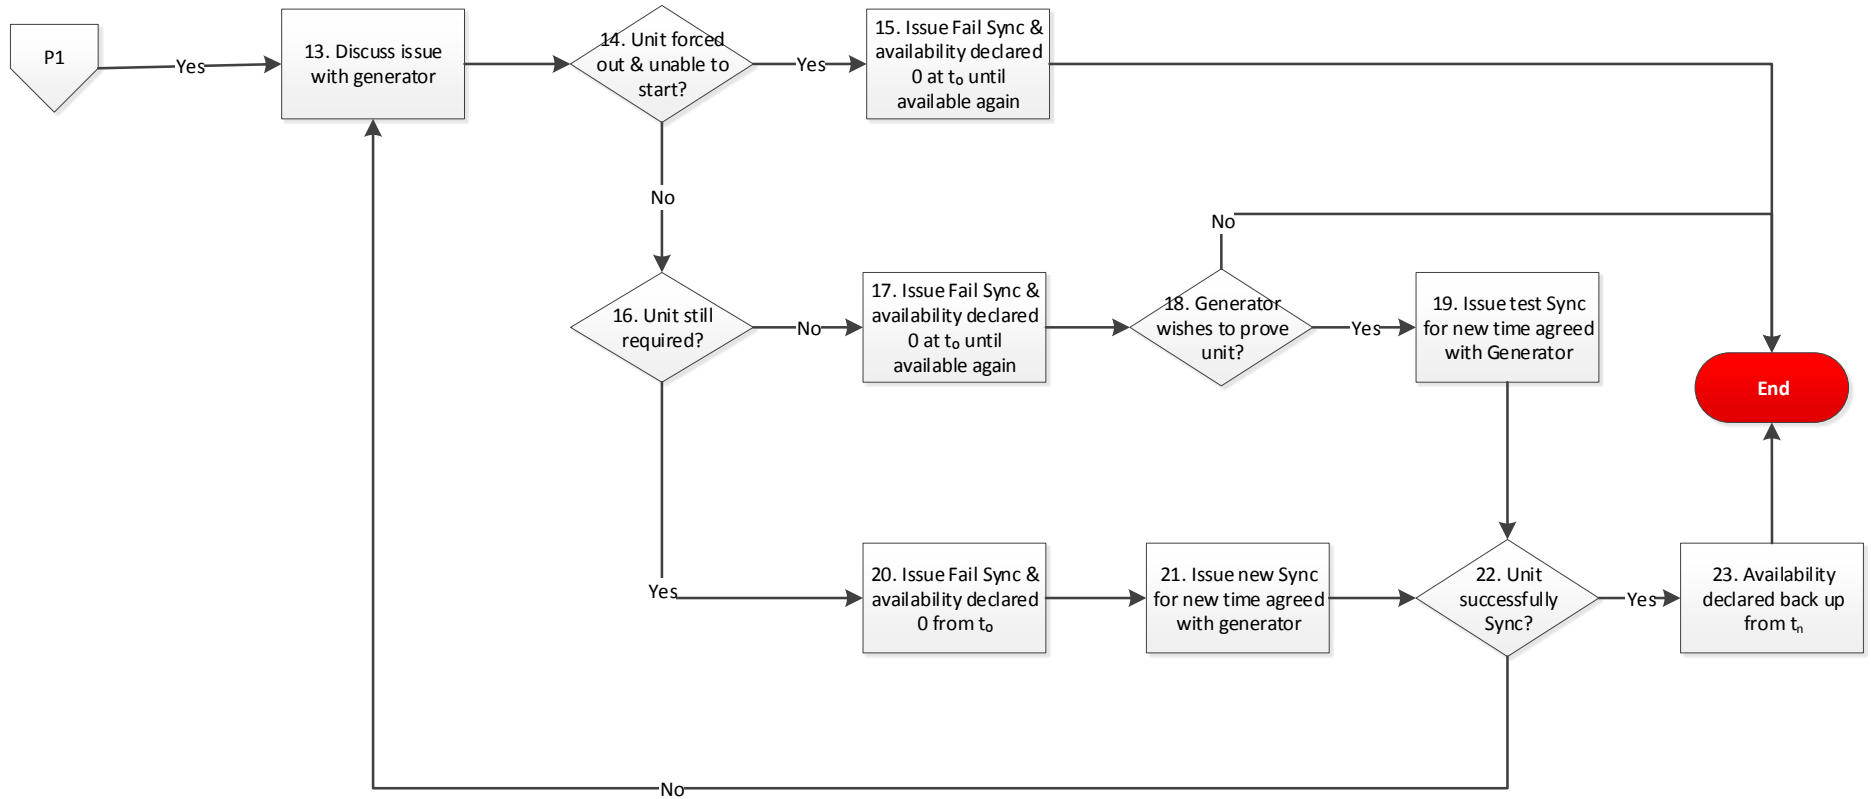 P1
Yes
13. Discuss issue
with generator
14. Unit forced
out & unable to
start?
Yes
15. Issue Fail Sync &
availability declared
0 at t₀ until
available again
No
16. Unit still
required?
No
17. Issue Fail Sync &
availability declared
0 at t₀ until
available again
18. Generator
wishes to prove
unit?
No
Yes
19. Issue test Sync
for new time agreed
with Generator
End
Yes
20. Issue Fail Sync &
availability declared
0 from t₀
21. Issue new Sync
for new time agreed
with generator
22. Unit
successfully
Sync?
Yes
23. Availability
declared back up
from tₙ
No